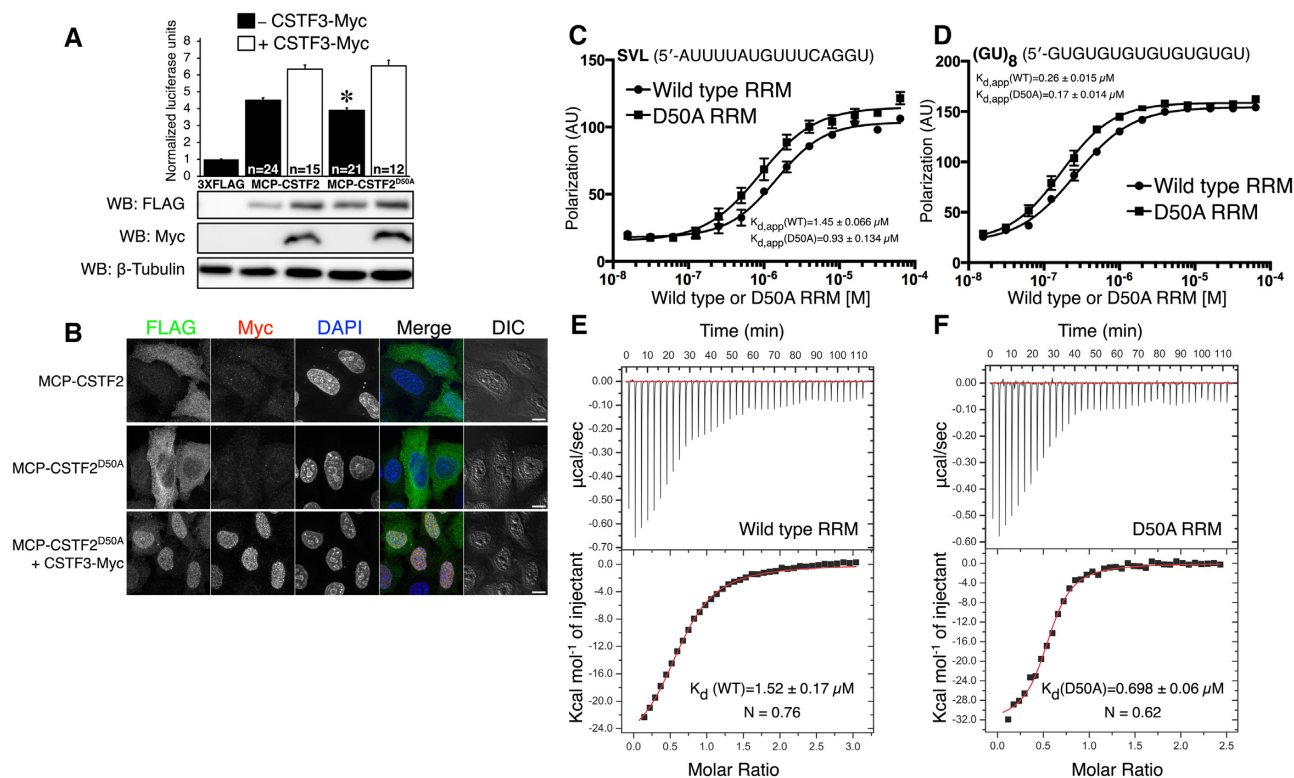 A
– CSTF3-Myc
+ CSTF3-Myc
Normalized luciferase units
8
7
6
5
4
3
2
1
0
*
n=24
n=15
n=21
n=12
3XFLAG MCP-CSTF2 MCP-CSTF2D50A
WB: FLAG
WB: Myc
WB: β-Tubulin
B
FLAG Myc DAPI Merge DIC
MCP-CSTF2
MCP-CSTF2D50A
MCP-CSTF2D50A
+ CSTF3-Myc
C
SVL (5′-AUUUUAUGUUUCAGGU)
Wild type RRM
D50A RRM
Polarization (AU)
150
100
50
0
Kd,app(WT)=1.45 ± 0.066 µM
Kd,app(D50A)=0.93 ± 0.134 µM
10-8 10-7 10-6 10-5 10-4
Wild type or D50A RRM [M]
D
(GU)8 (5′-GUGUGUGUGUGUGUGU)
Kd,app(WT)=0.26 ± 0.015 µM
Kd,app(D50A)=0.17 ± 0.014 µM
Polarization (AU)
200
150
100
50
0
Wild type RRM
D50A RRM
10-8 10-7 10-6 10-5 10-4
Wild type or D50A RRM [M]
E
Time (min)
0 10 20 30 40 50 60 70 80 90 100 110
µcal/sec
0.00
-0.10
-0.20
-0.30
-0.40
-0.50
-0.60
-0.70
Wild type RRM
Kcal mol-1 of injectant
0.0
-4.0
-8.0
-12.0
-16.0
-20.0
-24.0
Kd (WT)=1.52 ± 0.17 µM
N = 0.76
0.0 0.5 1.0 1.5 2.0 2.5 3.0
Molar Ratio
F
Time (min)
0 10 20 30 40 50 60 70 80 90 100 110
µcal/sec
0.00
-0.10
-0.20
-0.30
-0.40
-0.50
-0.60
D50A RRM
Kcal mol-1 of injectant
0.0
-4.0
-8.0
-12.0
-16.0
-20.0
-24.0
-28.0
-32.0
Kd(D50A)=0.698 ± 0.06 µM
N = 0.62
0.0 0.5 1.0 1.5 2.0 2.5
Molar Ratio